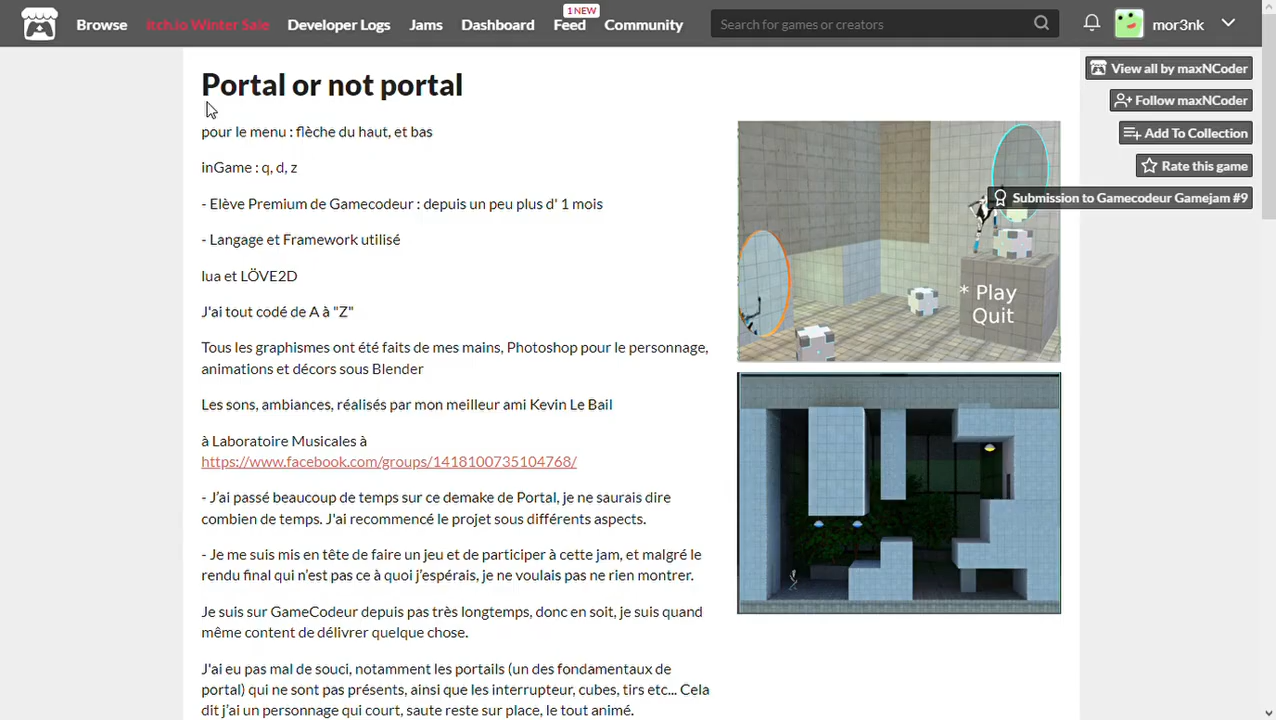 Browse
itch.io Winter Sale
Developer Logs
Jams
Dashboard
1 NEW
Feed
Community
Search for games or creators
mor3nk
View all by maxNCoder
Follow maxNCoder
Add To Collection
Rate this game
Submission to Gamecodeur Gamejam #9
Portal or not portal
pour le menu : flèche du haut, et bas
inGame : q, d, z
- Elève Premium de Gamecodeur : depuis un peu plus d' 1 mois
- Langage et Framework utilisé
lua et LÖVE2D
J'ai tout codé de A à "Z"
Tous les graphismes ont été faits de mes mains, Photoshop pour le personnage,
animations et décors sous Blender
Les sons, ambiances, réalisés par mon meilleur ami Kevin Le Bail
à Laboratoire Musicales à
https://www.facebook.com/groups/1418100735104768/
- J'ai passé beaucoup de temps sur ce demake de Portal, je ne saurais dire
combien de temps. J'ai recommencé le projet sous différents aspects.
- Je me suis mis en tête de faire un jeu et de participer à cette jam, et malgré le
rendu final qui n'est pas ce à quoi j'espérais, je ne voulais pas ne rien montrer.
Je suis sur GameCodeur depuis pas très longtemps, donc en soit, je suis quand
même content de délivrer quelque chose.
J'ai eu pas mal de souci, notamment les portails (un des fondamentaux de
portal) qui ne sont pas présents, ainsi que les interrupteur, cubes, tirs etc... Cela
dit j'ai un personnage qui court, saute reste sur place, le tout animé.
* Play
Quit